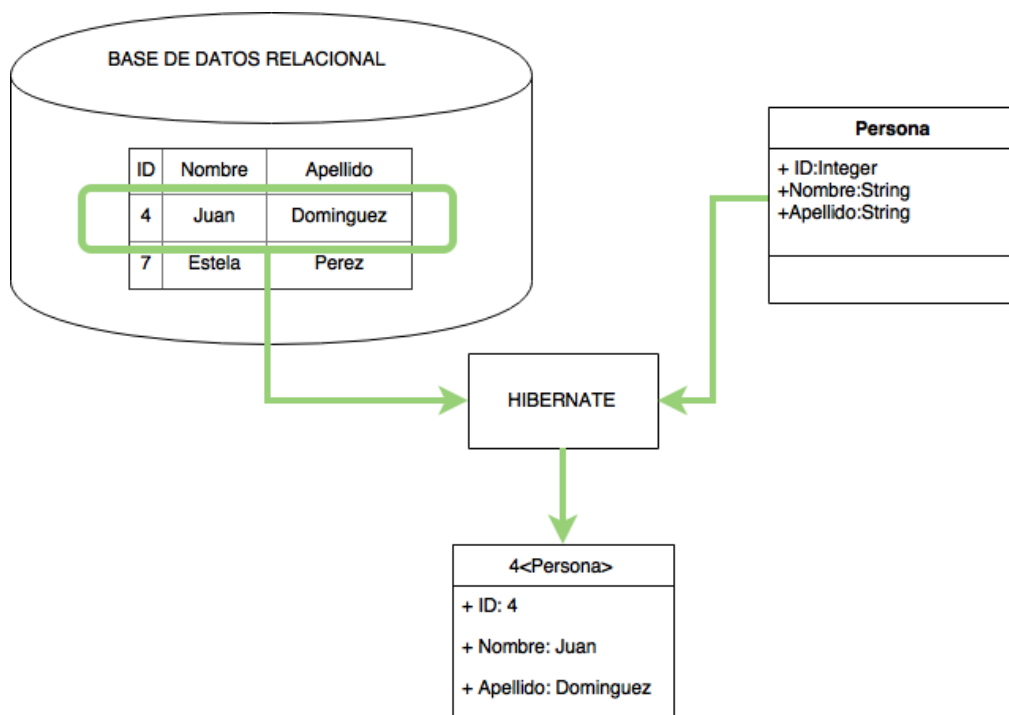 BASE DE DATOS RELACIONAL
ID Nombre Apellido
4 Juan Dominguez
7 Estela Perez
Persona
+ ID:Integer
+Nombre:String
+Apellido:String
HIBERNATE
4<Persona>
+ ID: 4
+ Nombre: Juan
+ Apellido: Dominguez